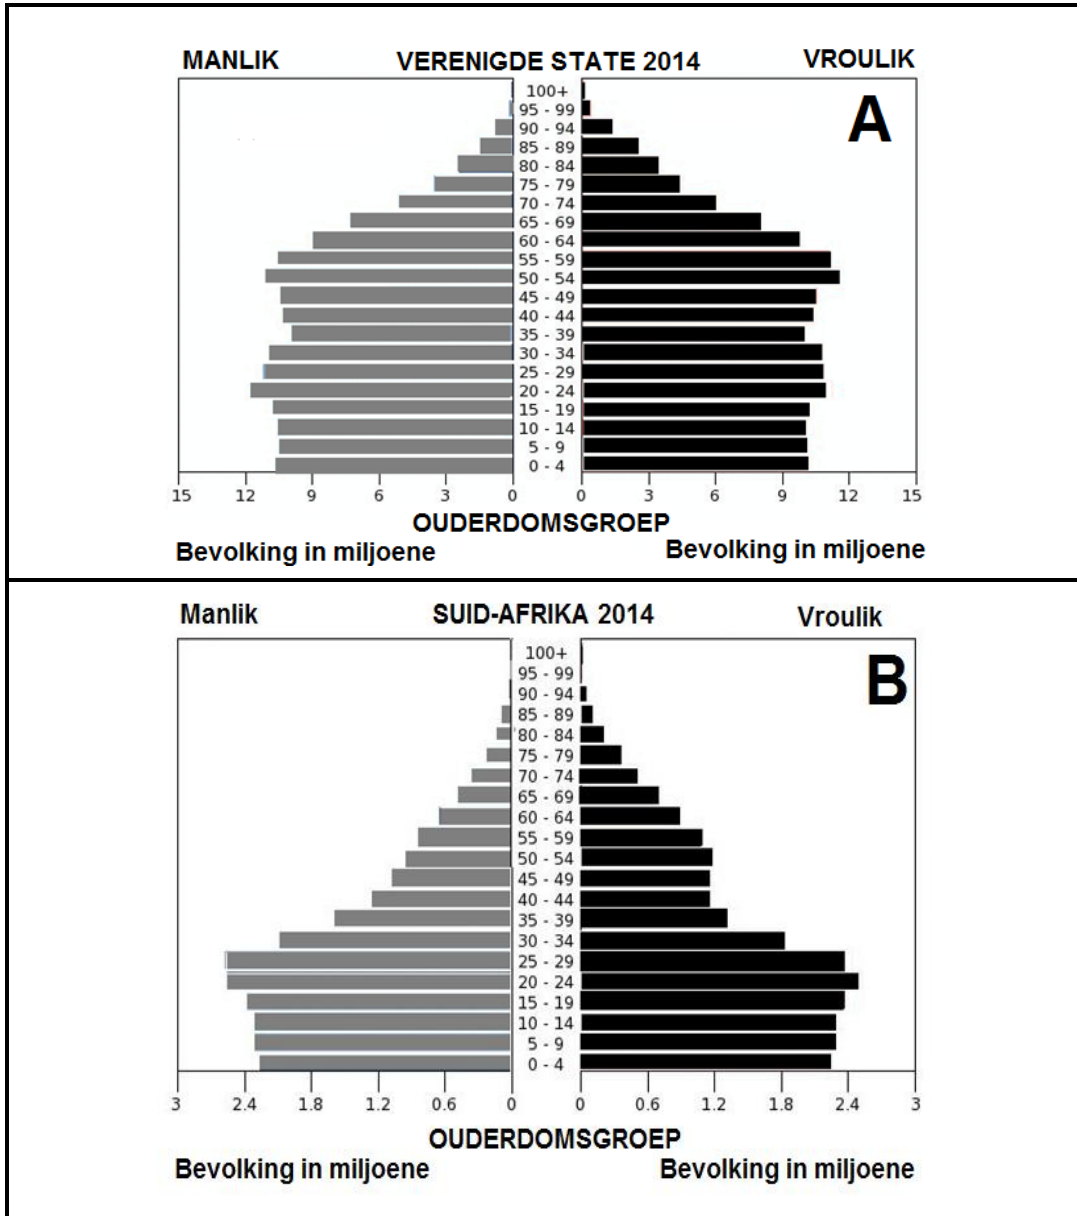 MANLIK VERENIGDE STATE 2014 VROULIK
A
100+
95 - 99
90 - 94
85 - 89
80 - 84
75 - 79
70 - 74
65 - 69
60 - 64
55 - 59
50 - 54
45 - 49
40 - 44
35 - 39
30 - 34
25 - 29
20 - 24
15 - 19
10 - 14
5 - 9
0 - 4
15 12 9 6 3 0 0 3 6 9 12 15
OUDERDOMSGROEP
Bevolking in miljoene Bevolking in miljoene
Manlik SUID-AFRIKA 2014 Vroulik
B
100+
95 - 99
90 - 94
85 - 89
80 - 84
75 - 79
70 - 74
65 - 69
60 - 64
55 - 59
50 - 54
45 - 49
40 - 44
35 - 39
30 - 34
25 - 29
20 - 24
15 - 19
10 - 14
5 - 9
0 - 4
3 2.4 1.8 1.2 0.6 0 0 0.6 1.2 1.8 2.4 3
OUDERDOMSGROEP
Bevolking in miljoene Bevolking in miljoene